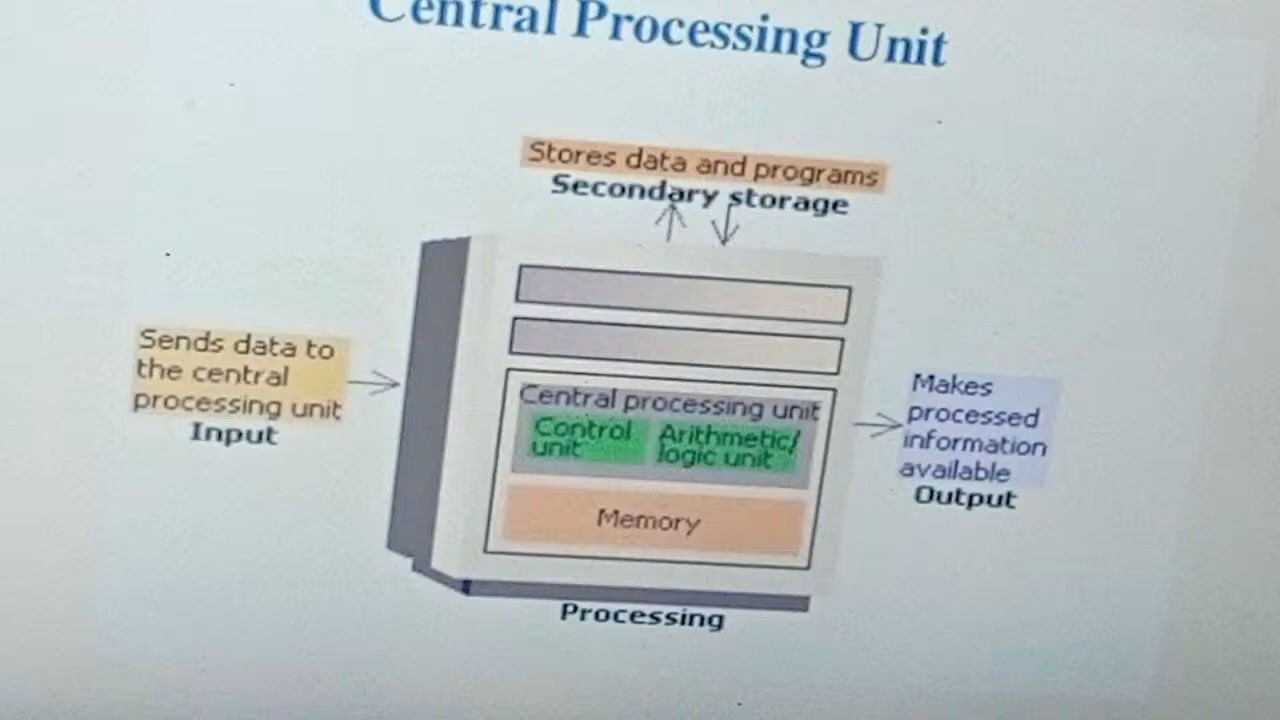 Central Processing Unit
Stores data and programs
Secondary storage
Sends data to
the central
processing unit
Input
Central processing unit
Control
unit
Arithmetic/
logic unit
Memory
Makes
processed
information
available
Output
Processing